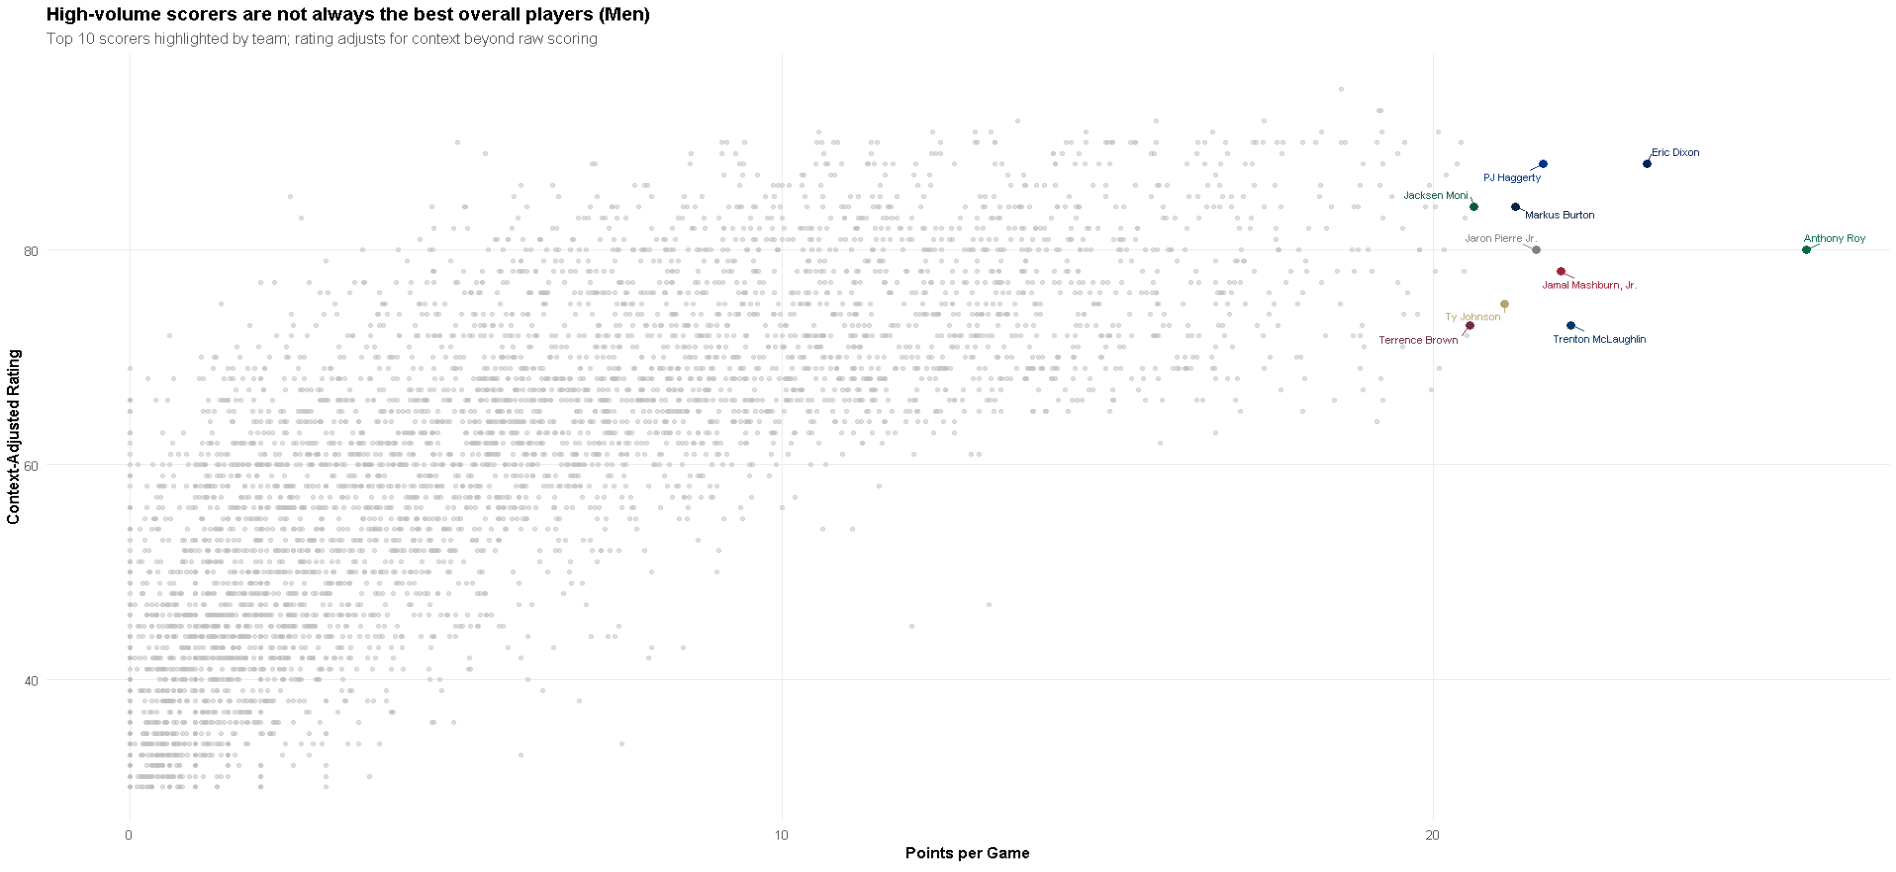 High-volume scorers are not always the best overall players (Men)
Top 10 scorers highlighted by team; rating adjusts for context beyond raw scoring
Eric Dixon
PJ Haggerty
Jacksen Moni
Markus Burton
Jaron Pierre Jr.
Anthony Roy
Jamal Mashburn, Jr.
Ty Johnson
Terrence Brown
Trenton McLaughlin
80
60
40
Context-Adjusted Rating
0
10
20
Points per Game